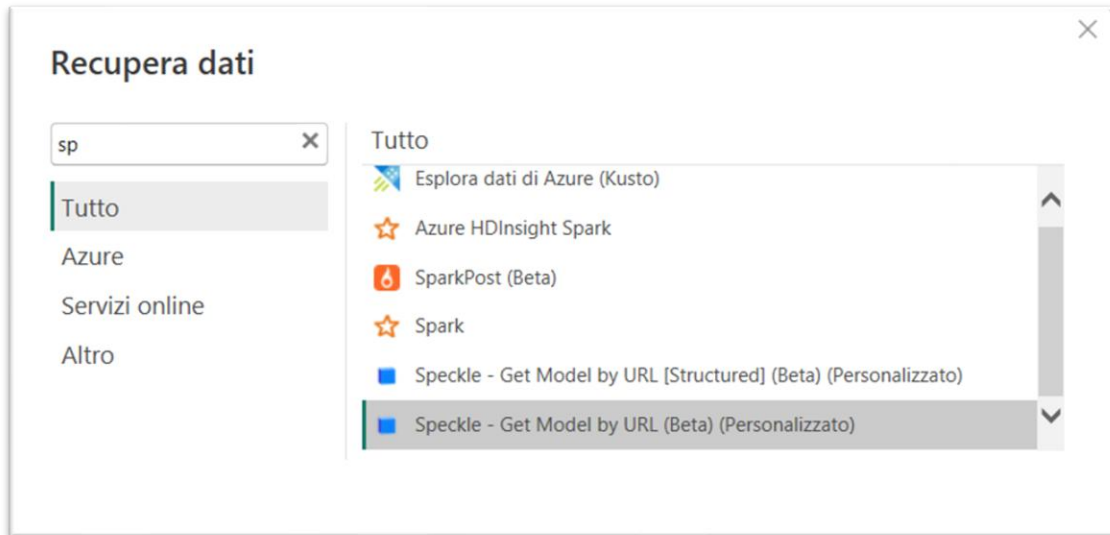 Recupera dati
sp
Tutto
Azure
Servizi online
Altro
Tutto
Esplora dati di Azure (Kusto)
Azure HDInsight Spark
SparkPost (Beta)
Spark
Speckle - Get Model by URL [Structured] (Beta) (Personalizzato)
Speckle - Get Model by URL (Beta) (Personalizzato)